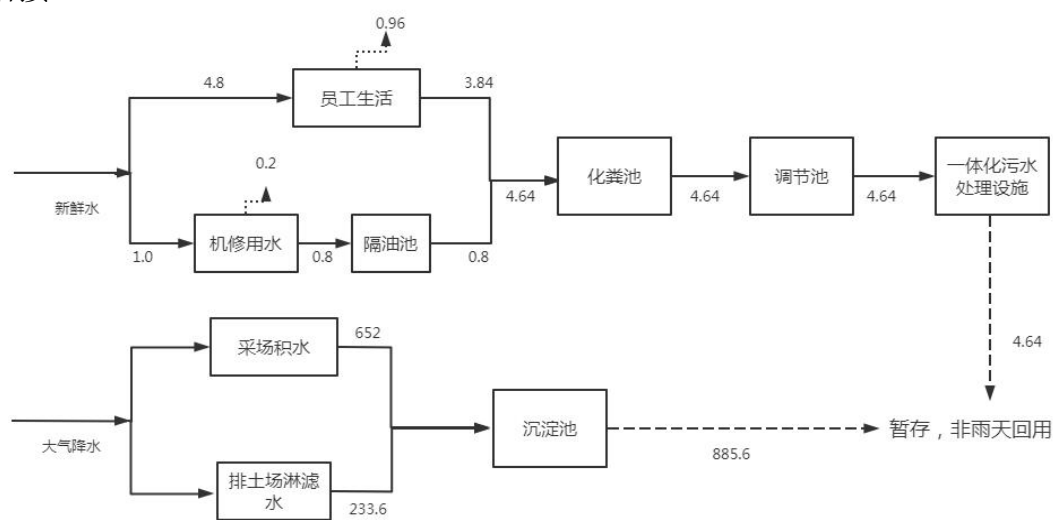 0.96
4.8
员工生活
3.84
0.2
新鲜水
1.0
机修用水
0.8
隔油池
0.8
4.64
化粪池
4.64
调节池
4.64
一体化污水
处理设施
4.64
采场积水
652
大气降水
排土场淋滤
水
233.6
沉淀池
885.6
暂存，非雨天回用